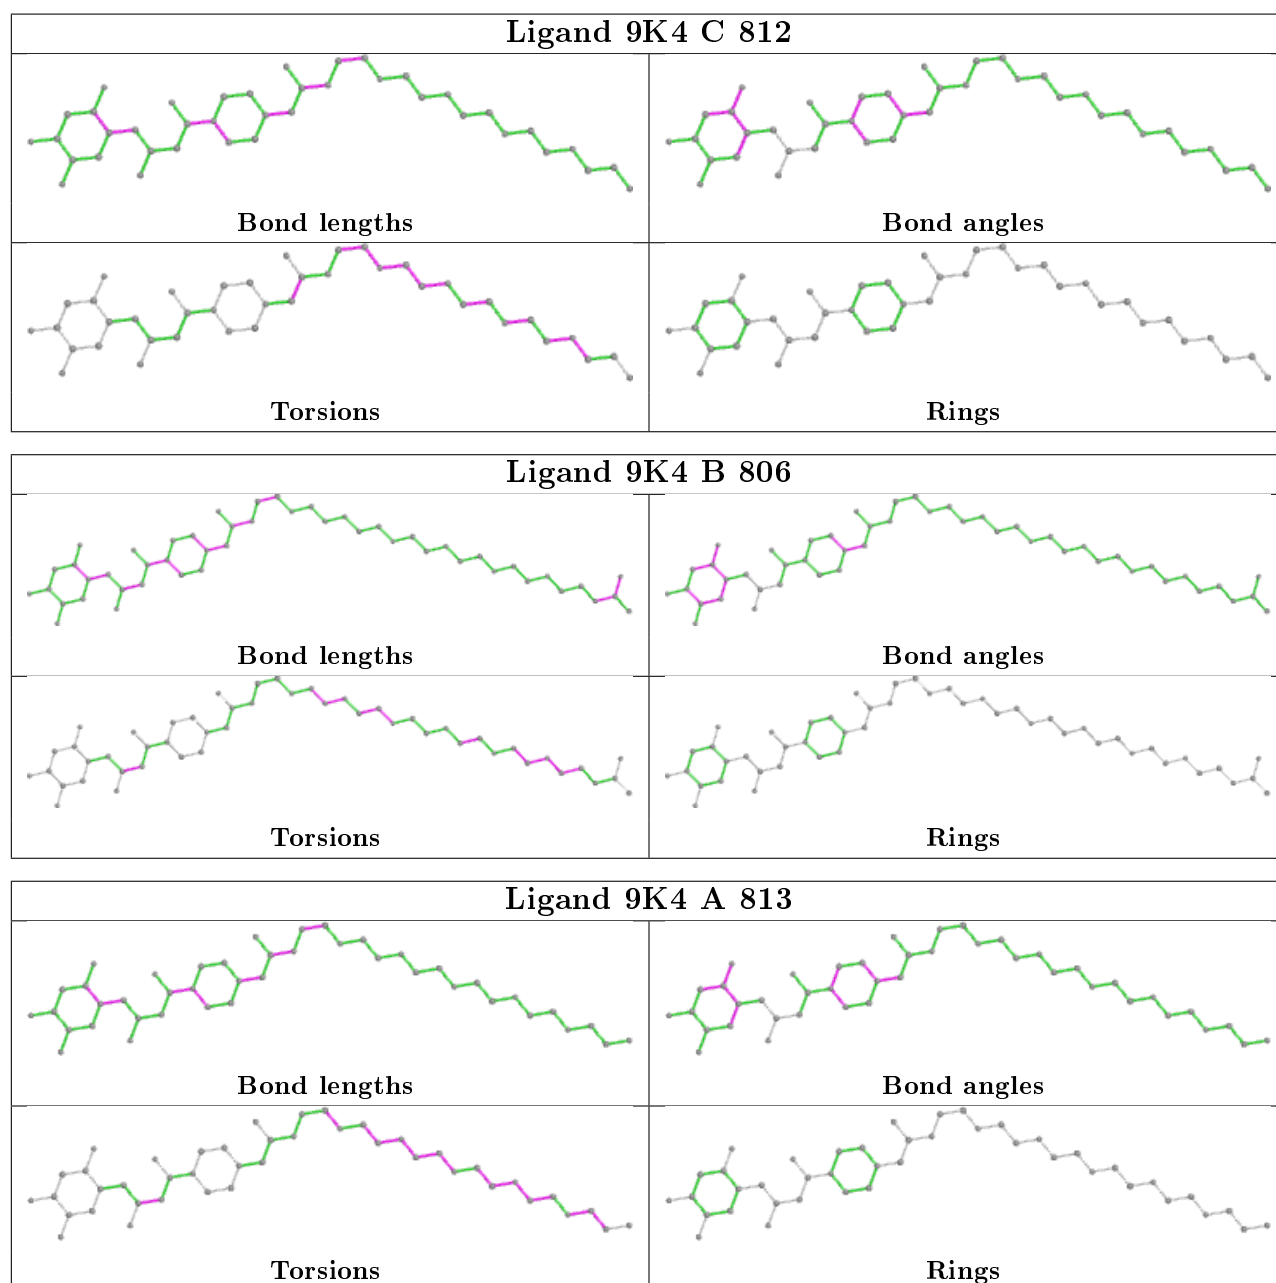 Ligand 9K4 C 812
Bond lengths
Bond angles
Torsions
Rings
Ligand 9K4 B 806
Bond lengths
Bond angles
Torsions
Rings
Ligand 9K4 A 813
Bond lengths
Bond angles
Torsions
Rings